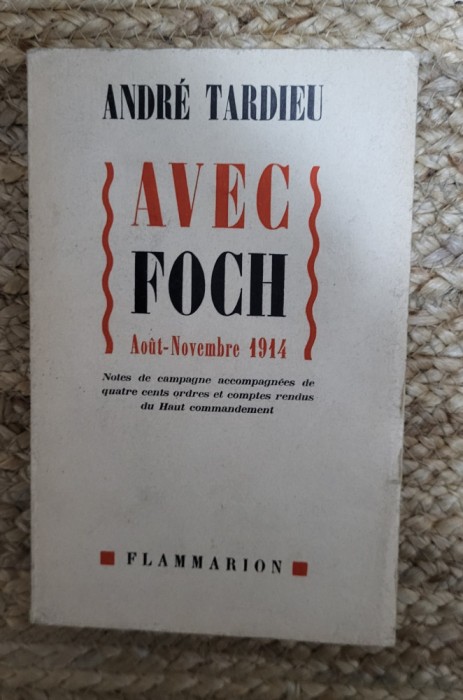 ANDRÉ TARDIEU
AVEC
FOCH
Août-Novembre 1914
Notes de campagne accompagnées de
quatre cents ordres et comptes rendus
du Haut commandement
FLAMMARION